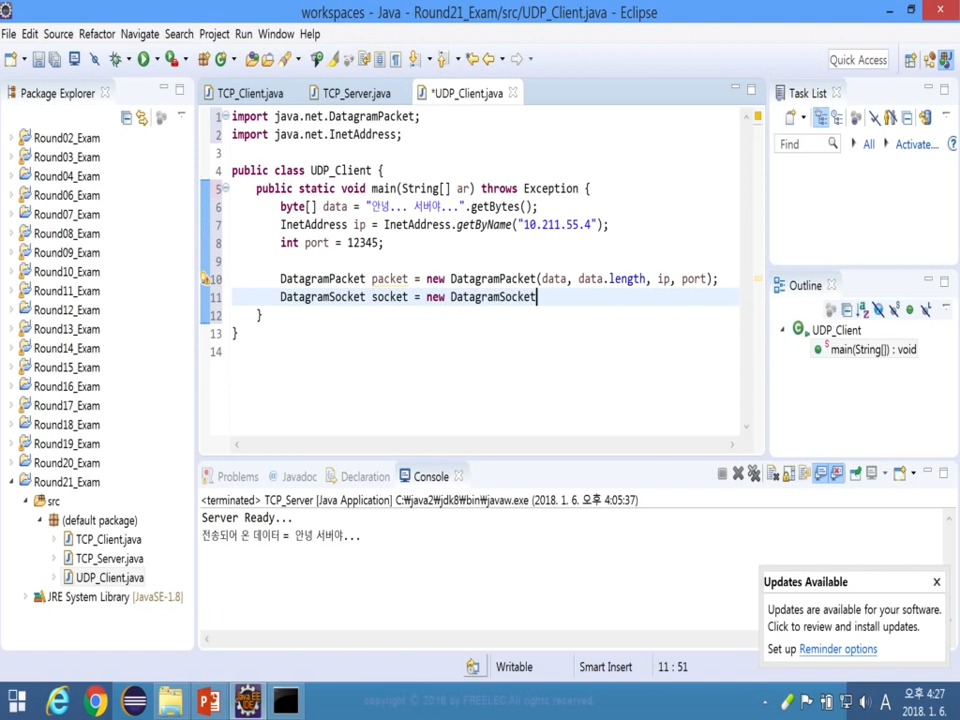 workspaces - Java - Round21_Exam/src/UDP_Client.java - Eclipse
File Edit Source Refactor Navigate Search Project Run Window Help
Quick Access
Package Explorer
Round02_Exam
Round03_Exam
Round04_Exam
Round06_Exam
Round07_Exam
Round08_Exam
Round09_Exam
Round10_Exam
Round11_Exam
Round12_Exam
Round13_Exam
Round14_Exam
Round15_Exam
Round16_Exam
Round17_Exam
Round18_Exam
Round19_Exam
Round20_Exam
Round21_Exam
src
(default package)
TCP_Client.java
TCP_Server.java
UDP_Client.java
JRE System Library [JavaSE-1.8]
TCP_Client.java TCP_Server.java *UDP_Client.java
1 import java.net.DatagramPacket;
2 import java.net.InetAddress;
3
4 public class UDP_Client {
5 public static void main(String[] ar) throws Exception {
6 byte[] data = "안녕... 서버야...".getBytes();
7 InetAddress ip = InetAddress.getByName("10.211.55.4");
8 int port = 12345;
9
10 DatagramPacket packet = new DatagramPacket(data, data.length, ip, port);
11 DatagramSocket socket = new DatagramSocket
12 }
13 }
14
Task List
Find All Activate...
Outline
UDP_Client
S main(String[]) : void
Problems @ Javadoc Declaration Console
<terminated> TCP_Server [Java Application] C:₩java2₩jdk8₩bin₩javaw.exe (2018. 1. 6. 오후 4:05:37)
Server Ready...
전송되어 온 데이터 = 안녕 서버야...
Updates Available
Updates are available for your software.
Click to review and install updates.
Set up Reminder options
Writable Smart Insert 11 : 51
copyright © 2018 by FREELEC All rights reserved.
A
오후 4:27
2018. 1. 6.